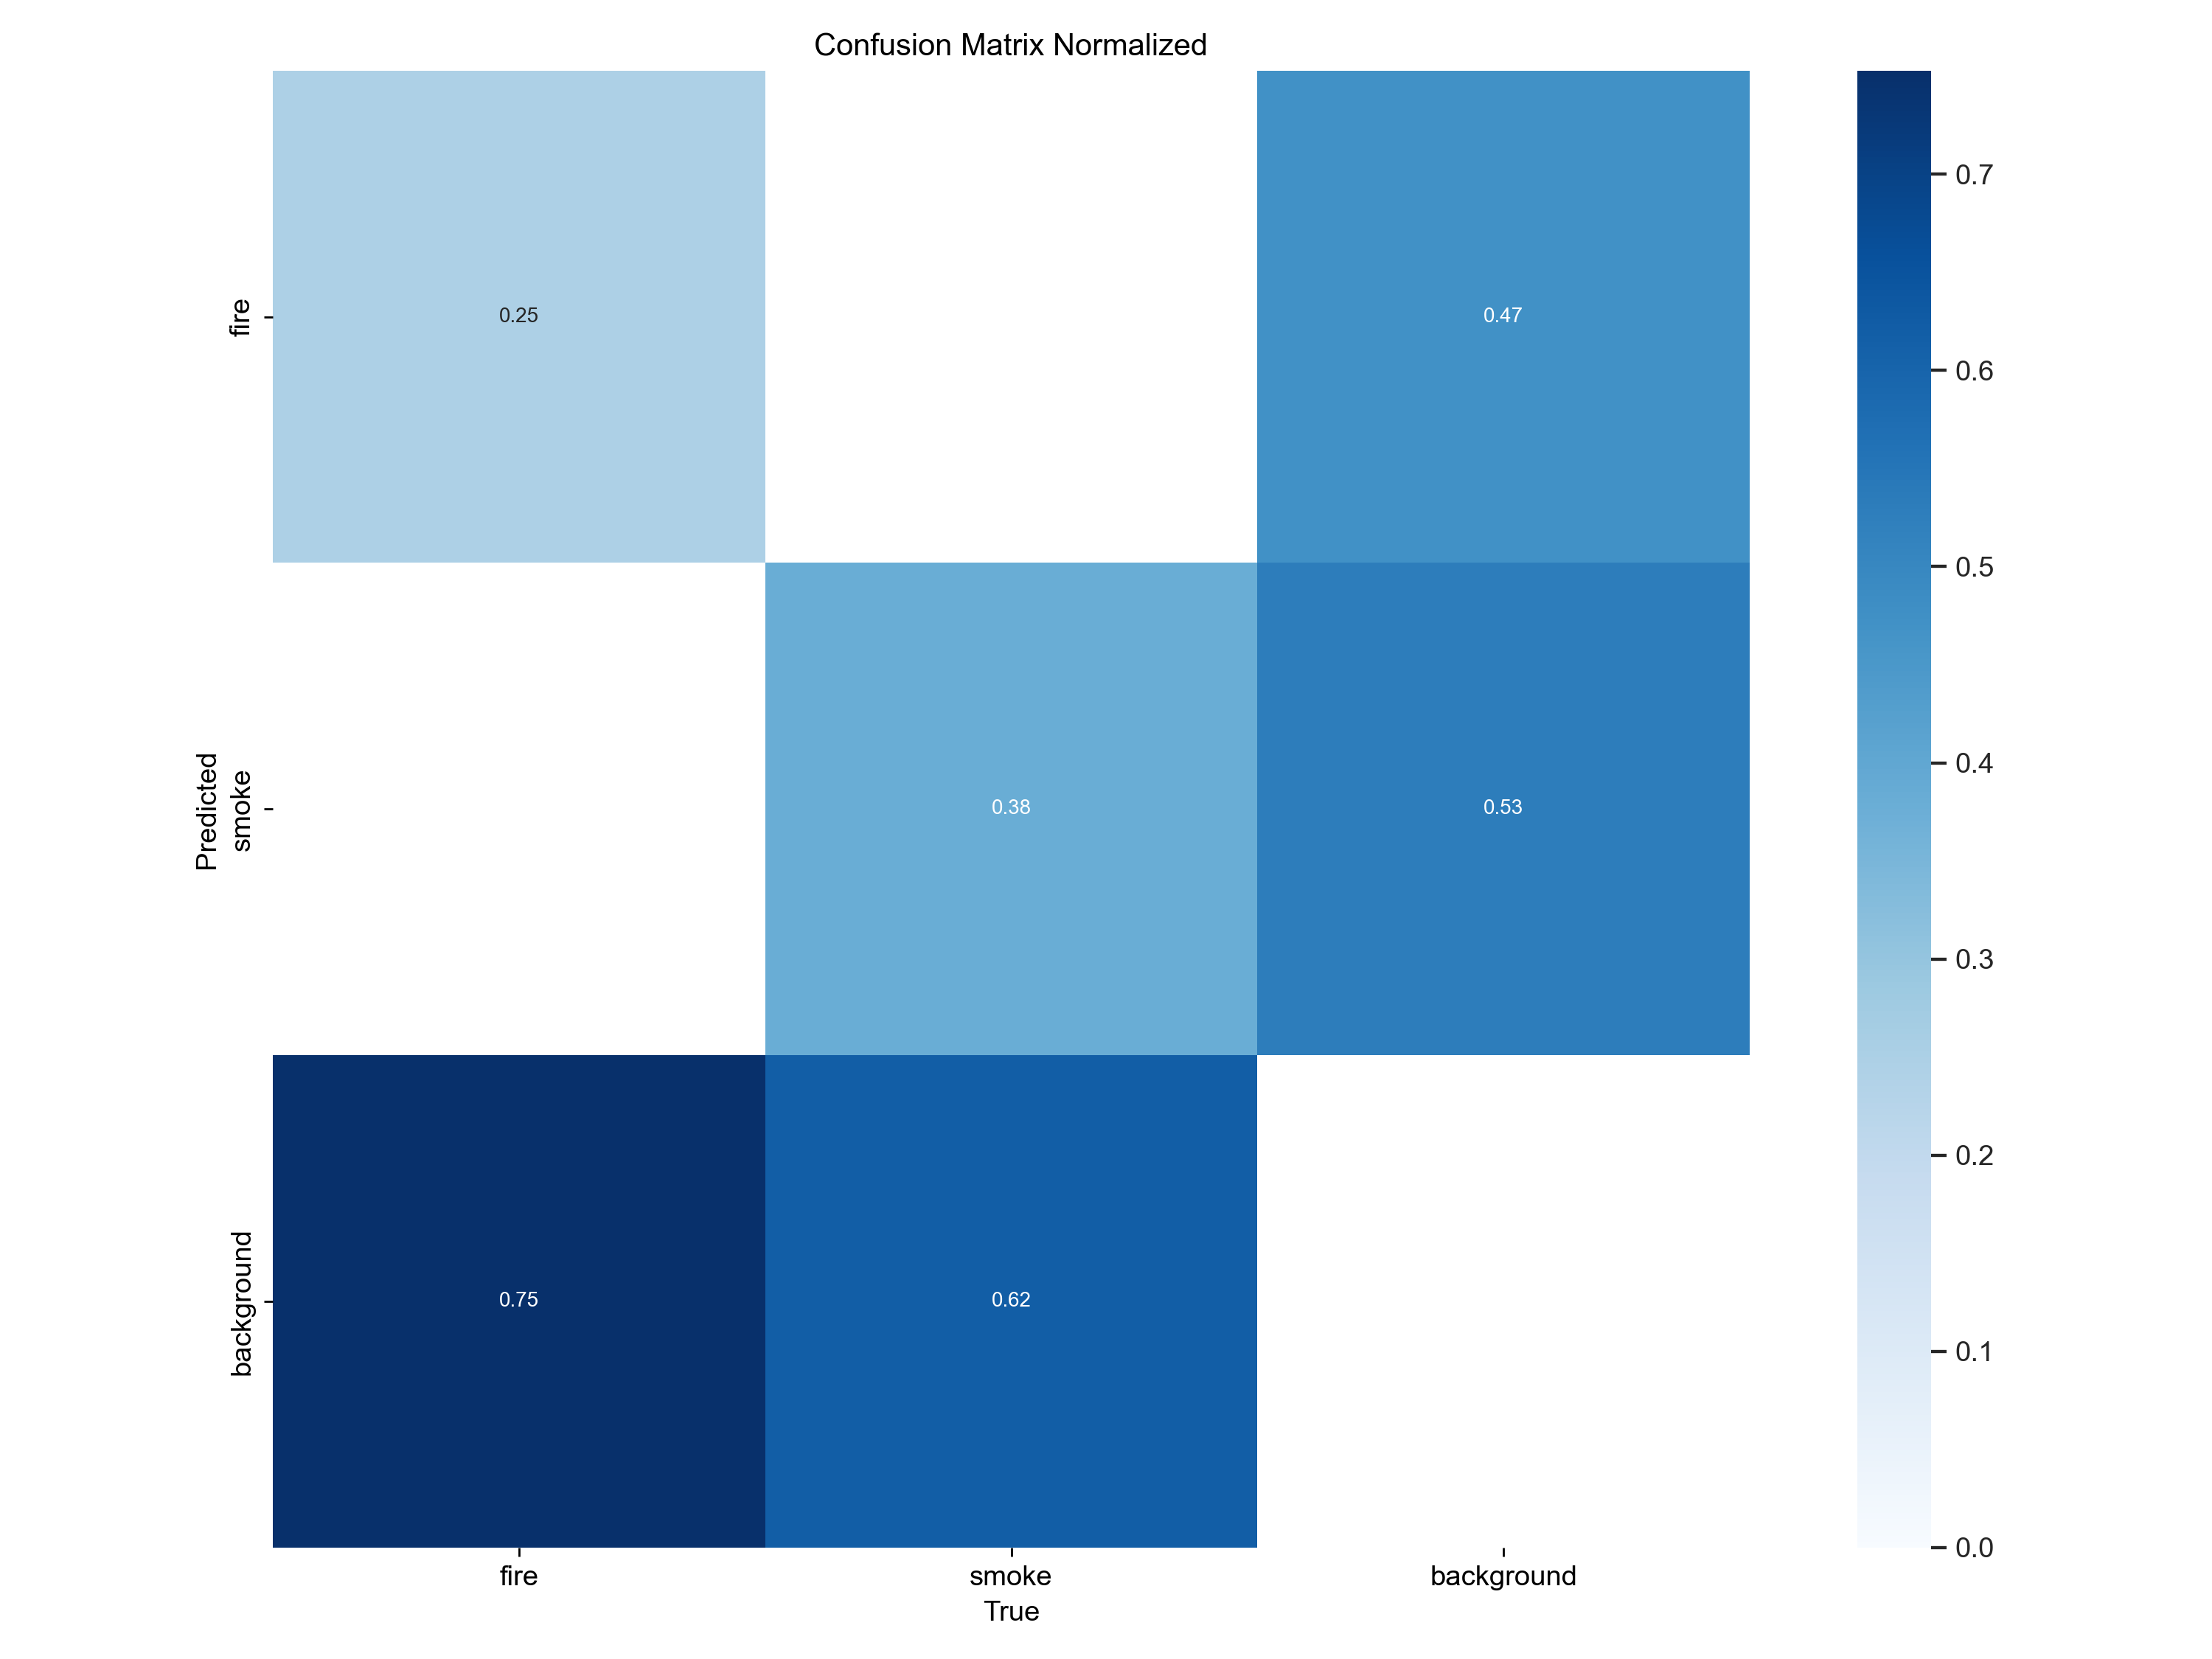 Confusion Matrix Normalized
fire
0.25
0.47
Predicted
smoke
0.38
0.53
background
0.75
0.62
fire
smoke
background
True
0.7
0.6
0.5
0.4
0.3
0.2
0.1
0.0